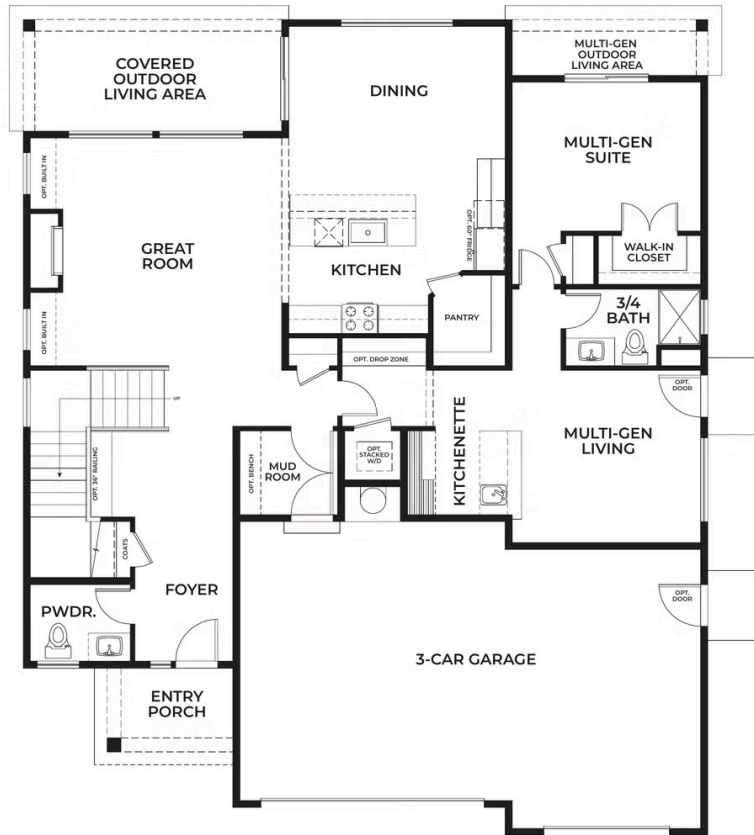 COVERED
OUTDOOR
LIVING AREA
DINING
MULTI-GEN
OUTDOOR
LIVING AREA
MULTI-GEN
SUITE
OPT. BUILT IN
GREAT
ROOM
OPT. 60" FRIDGE
KITCHEN
WALK-IN
CLOSET
OPT. BUILT IN
PANTRY
3/4
BATH
OPT. DROP ZONE
OPT.
DOOR
UP
KITCHENETTE
MULTI-GEN
LIVING
OPT. 36" RAILING
OPT. BENCH
MUD
ROOM
OPT.
STACKED
W/D
COATS
FOYER
PWDR.
OPT.
DOOR
3-CAR GARAGE
ENTRY
PORCH